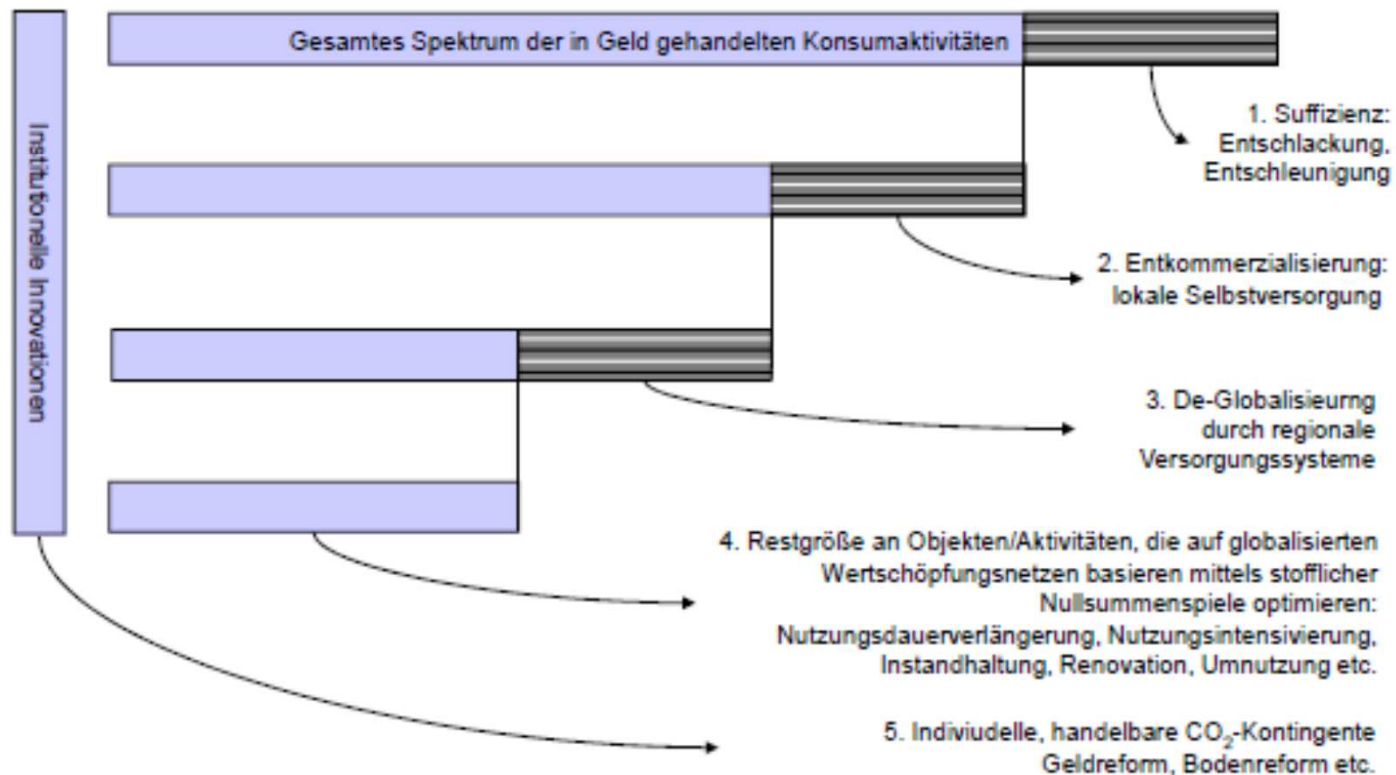 Institutionelle Innovationen
Gesamtes Spektrum der in Geld gehandelten Konsumaktivitäten
1. Suffizienz:
Entschlackung,
Entschleunigung
2. Entkommerzialisierung:
lokale Selbstversorgung
3. De-Globalisieurng
durch regionale
Versorgungssysteme
4. Restgröße an Objekten/Aktivitäten, die auf globalisierten
Wertschöpfungsnetzen basieren mittels stofflicher
Nullsummenspiele optimieren:
Nutzungsdauerverlängerung, Nutzungsintensivierung,
Instandhaltung, Renovation, Umnutzung etc.
5. Indiviudelle, handelbare CO₂-Kontingente
Geldreform, Bodenreform etc.